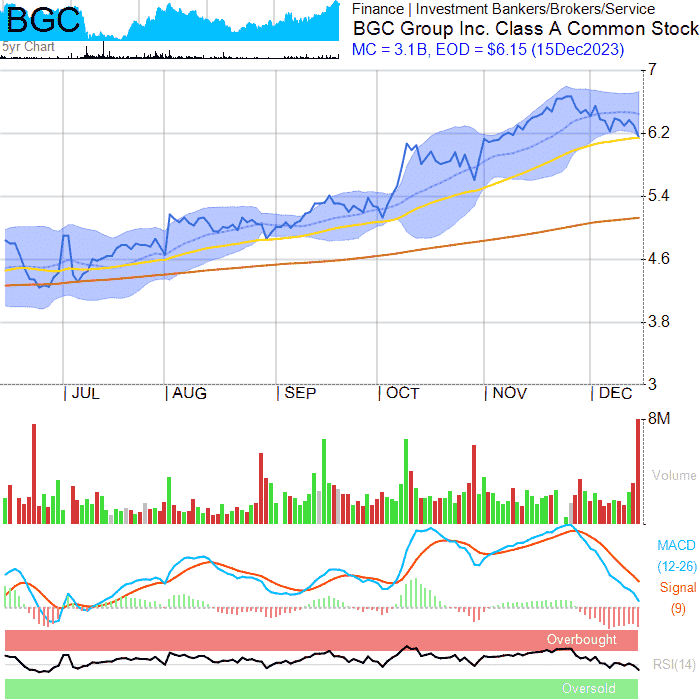 BGC
5yr Chart
Finance | Investment Bankers/Brokers/Service
BGC Group Inc. Class A Common Stock
MC = 3.1B, EOD = $6.15 (15Dec2023)
7
6.2
5.4
4.6
3.8
3
JUL AUG SEP OCT NOV DEC
8M
Volume
MACD
(12-26)
Signal
(9)
Overbought
RSI(14)
Oversold